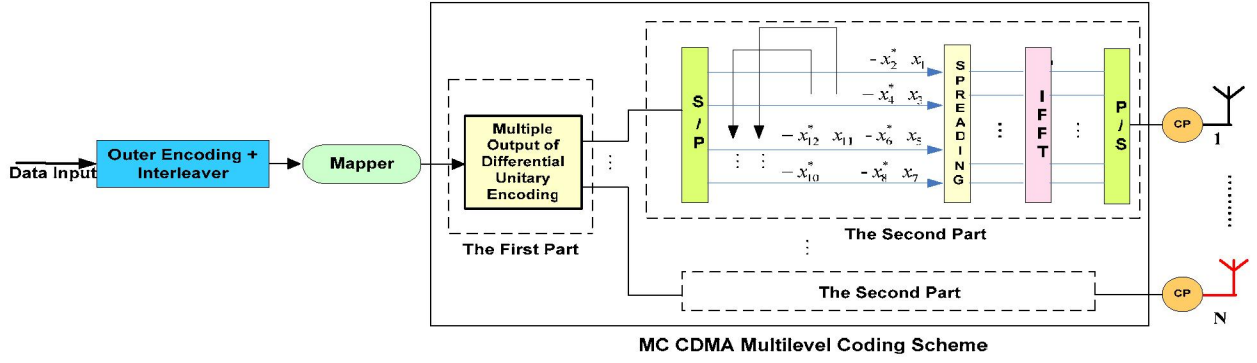 Data Input
Outer Encoding + Interleaver
Mapper
Multiple Output of Differential Unitary Encoding
The First Part
S / P
- x₂* x₁
- x₄* x₃
- x₁₂* x₁₁ - x₆* x₅
- x₁₀* - x₈* x₇
SPREADING
IFFT
P / S
The Second Part
CP
1
The Second Part
CP
N
MC CDMA Multilevel Coding Scheme